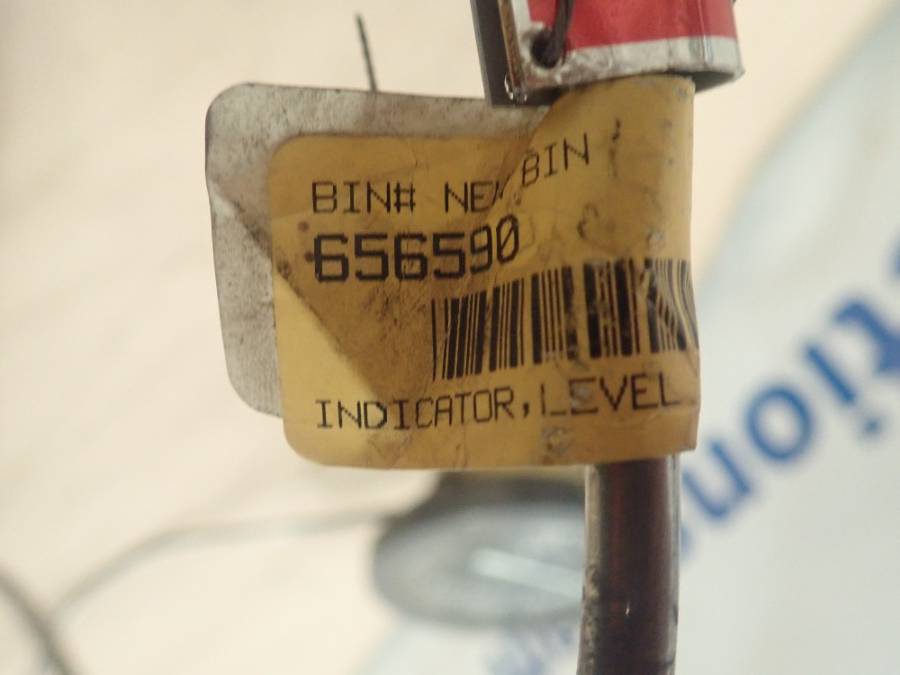 BIN# NEW BIN
656590
INDICATOR, LEVEL